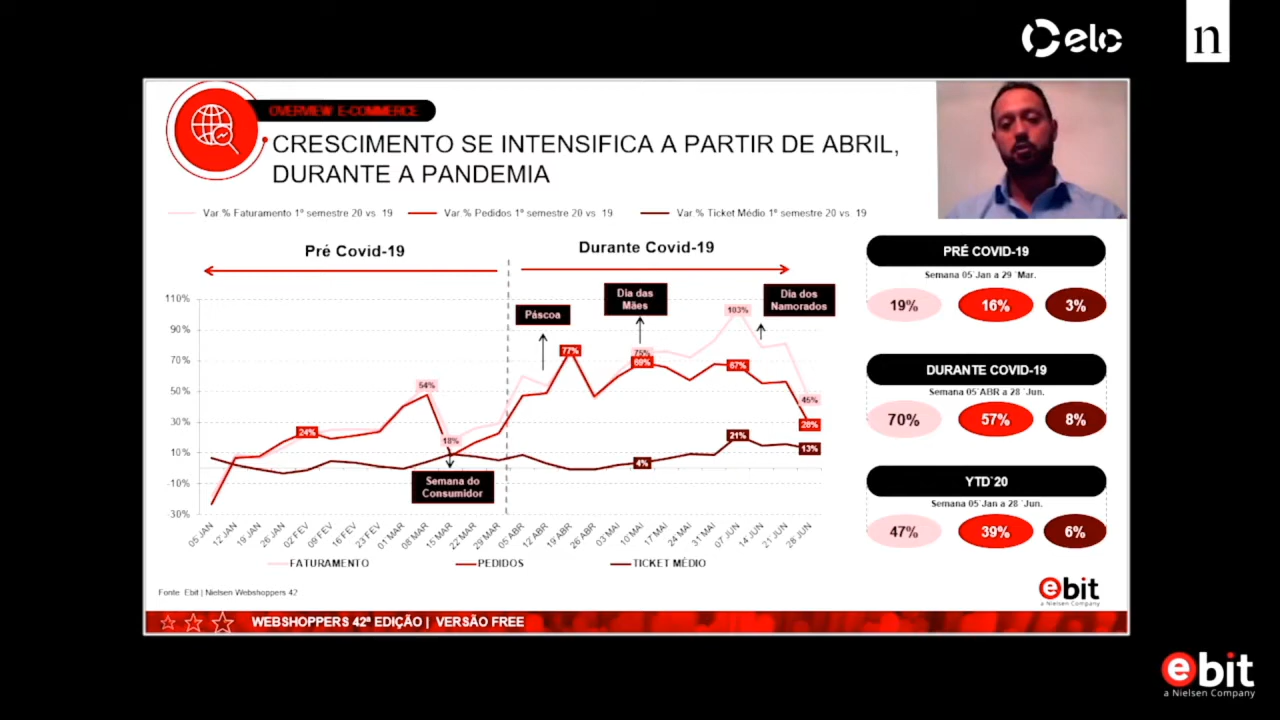 elo
n
OVERVIEW E-COMMERCE
CRESCIMENTO SE INTENSIFICA A PARTIR DE ABRIL,
DURANTE A PANDEMIA
Var % Faturamento 1º semestre 20 vs 19
Var % Pedidos 1º semestre 20 vs 19
Var % Ticket Médio 1º semestre 20 vs 19
Pré Covid-19
Durante Covid-19
110%
90%
70%
50%
30%
10%
-10%
30%
Páscoa
Dia das
Mães
Dia dos
Namorados
Semana do
Consumidor
24%
54%
18%
77%
75%
69%
4%
103%
67%
21%
45%
28%
13%
05 JAN
12 JAN
19 JAN
26 JAN
02 FEV
09 FEV
16 FEV
23 FEV
01 MAR
08 MAR
15 MAR
22 MAR
29 MAR
05 ABR
12 ABR
19 ABR
26 ABR
03 MAI
10 MAI
17 MAI
24 MAI
31 MAI
07 JUN
14 JUN
21 JUN
28 JUN
FATURAMENTO
PEDIDOS
TICKET MÉDIO
PRÉ COVID-19
Semana 05´Jan a 29 ´Mar.
19% 16% 3%
DURANTE COVID-19
Semana 05´ABR a 28 ´Jun.
70% 57% 8%
YTD´20
Semana 05´Jan a 28 ´Jun.
47% 39% 6%
Fonte Ebit | Nielsen Webshoppers 42
ebit
a Nielsen Company
WEBSHOPPERS 42ª EDIÇÃO | VERSÃO FREE
ebit
a Nielsen Company